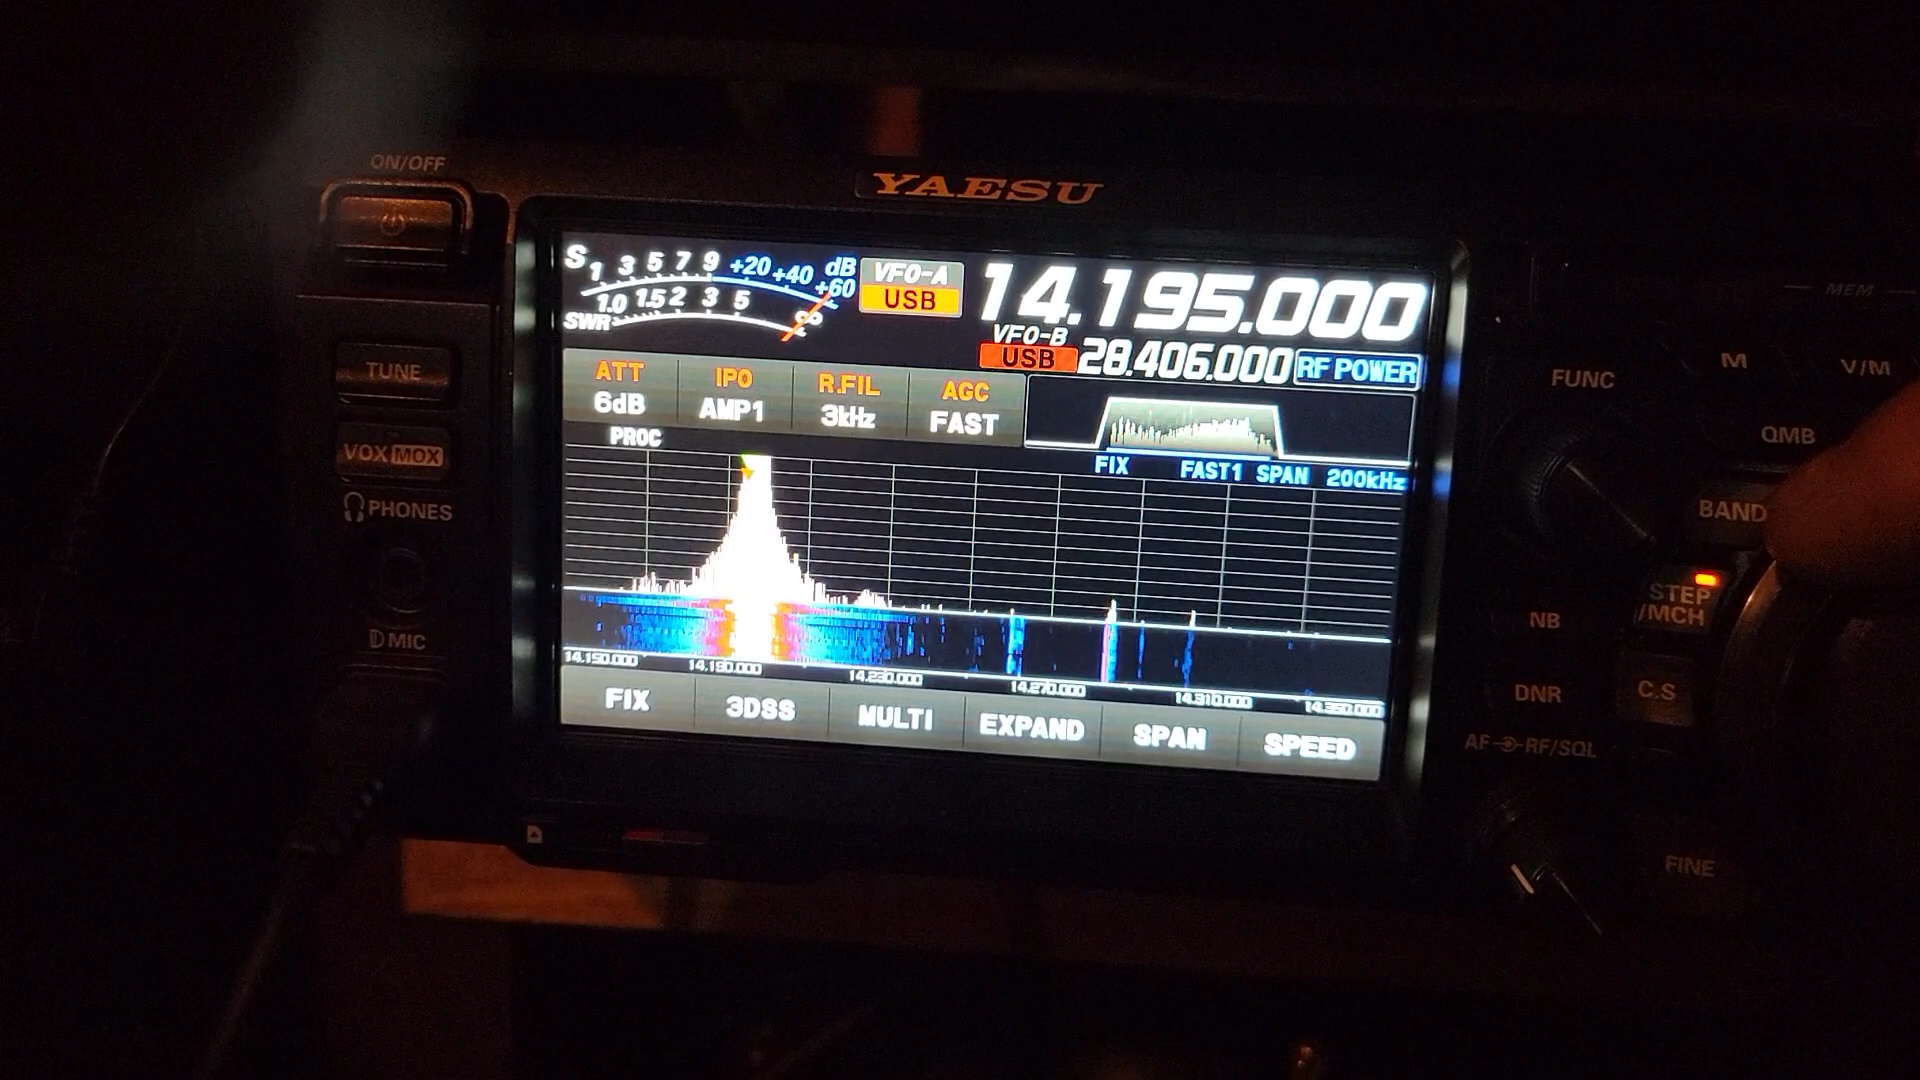 ON/OFF
YAESU
S 1 3 5 7 9 +20 +40 +60 dB
SWR 1.0 1.5 2 3 5 ∞
VFO-A
USB
14.195.000
VFO-B
USB
28.406.000
RF POWER
ATT
6dB
IPO
AMP1
R.FIL
3kHz
AGC
FAST
PROC
FIX FAST1 SPAN 200kHz
14.150.000 14.190.000 14.230.000 14.270.000 14.310.000 14.350.000
FIX 3DSS MULTI EXPAND SPAN SPEED
TUNE
VOX MOX
PHONES
MIC
MEM
M
V/M
FUNC
QMB
BAND
STEP
/MCH
NB
DNR
C.S
AF RF/SQL
FINE